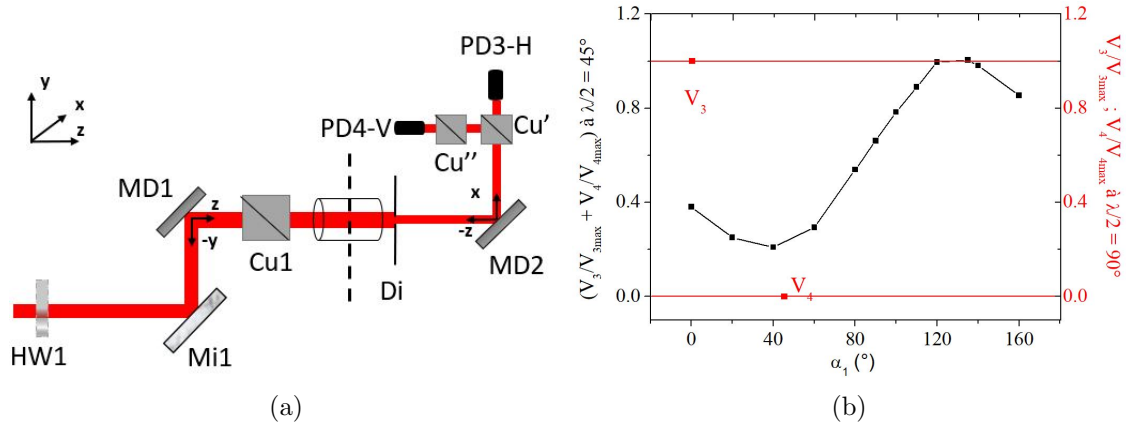 (a)
y
x
z
PD3-H
PD4-V
Cu'
Cu''
MD1
z
-y
Cu1
x
-z
MD2
Di
HW1
Mi1
(b)
(V3/V3max + V4/V4max) à λ/2 = 45°
1.2
0.8
0.4
0.0
V3
V4
0 40 80 120 160
α1 (°)
1.2
0.8
0.4
0.0
V3/V3max ; V4/V4max à λ/2 = 90°